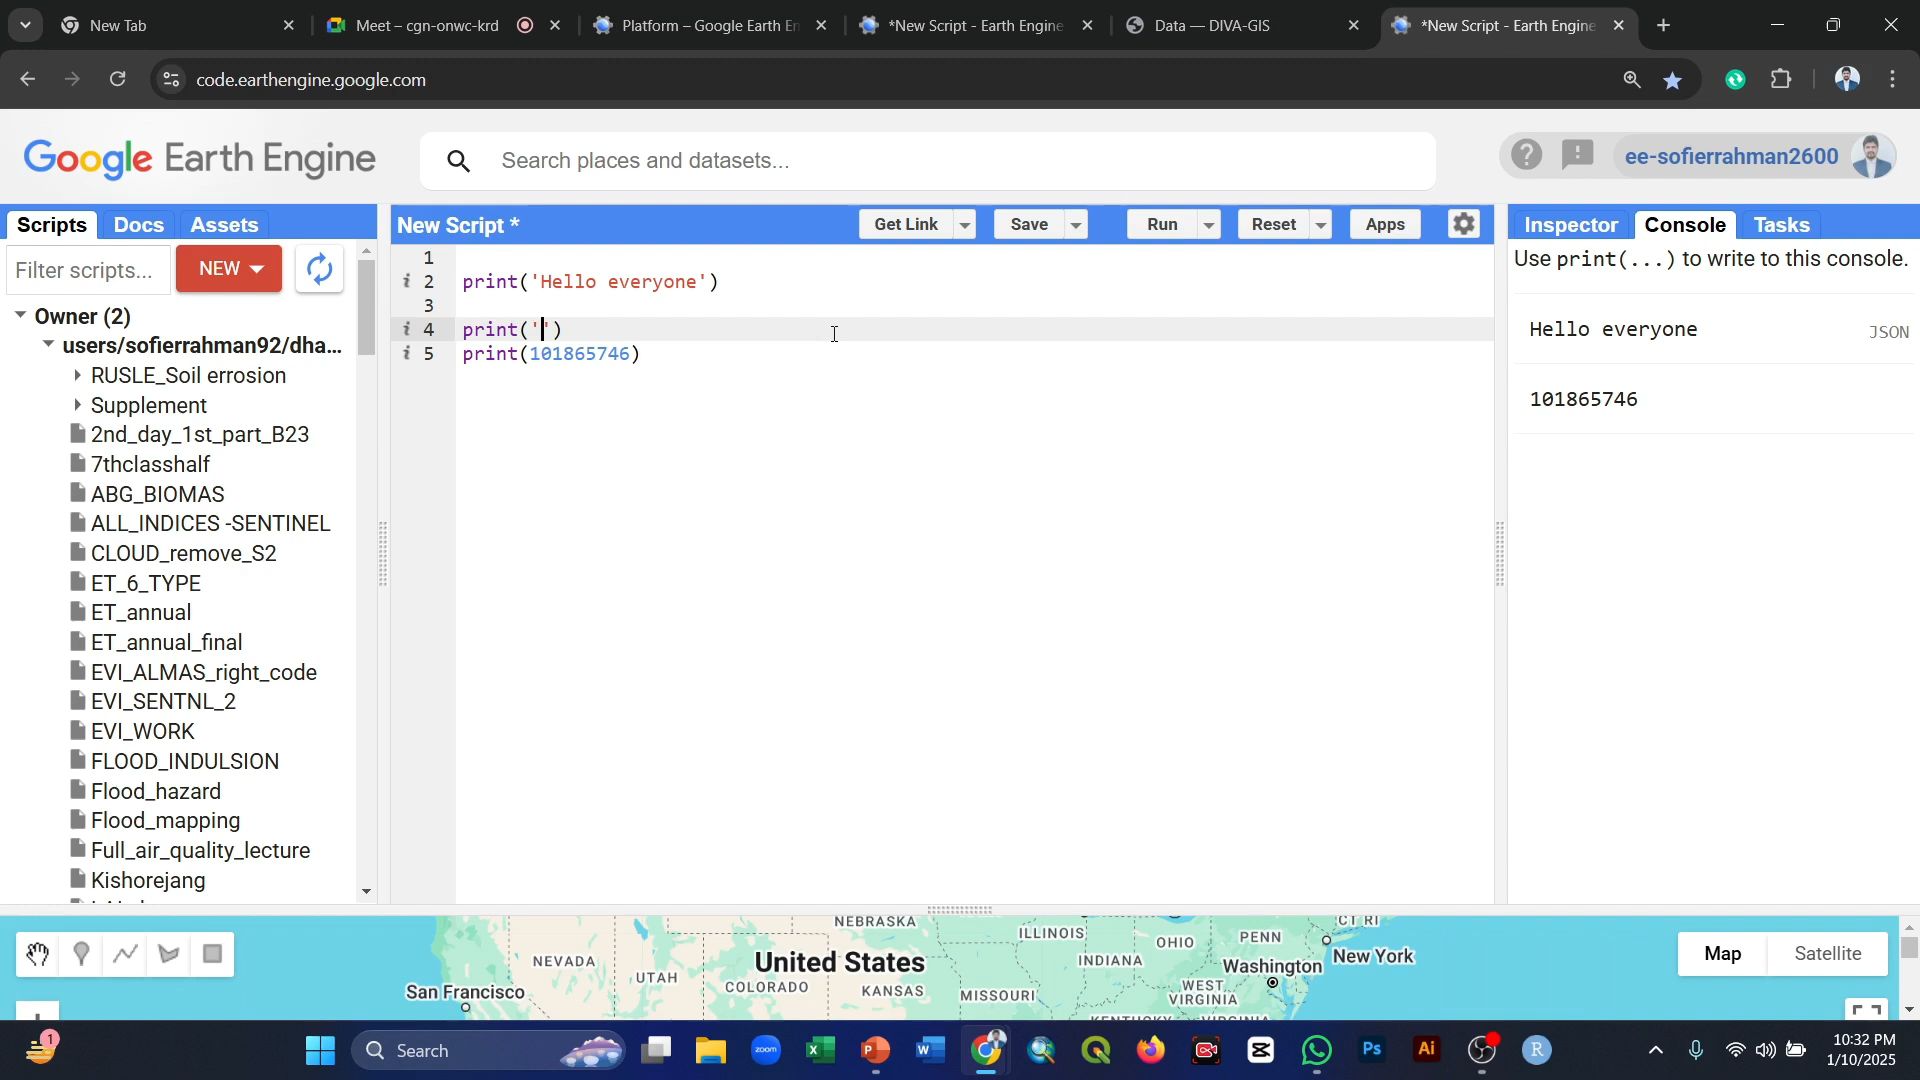 New Tab
Meet – cgn-onwc-krd
Platform – Google Earth En
*New Script - Earth Engine
Data — DIVA-GIS
*New Script - Earth Engine
code.earthengine.google.com
Google Earth Engine
Search places and datasets...
ee-sofierrahman2600
Scripts
Docs
Assets
New Script *
Get Link
Save
Run
Reset
Apps
Inspector
Console
Tasks
Filter scripts...
NEW
Owner (2)
users/sofierrahman92/dha...
RUSLE_Soil errosion
Supplement
2nd_day_1st_part_B23
7thclasshalf
ABG_BIOMAS
ALL_INDICES -SENTINEL
CLOUD_remove_S2
ET_6_TYPE
ET_annual
ET_annual_final
EVI_ALMAS_right_code
EVI_SENTNL_2
EVI_WORK
FLOOD_INDULSION
Flood_hazard
Flood_mapping
Full_air_quality_lecture
Kishorejang
1
i 2 print('Hello everyone')
3
i 4 print('')
i 5 print(101865746)
Use print(...) to write to this console.
Hello everyone
JSON
101865746
NEBRASKA
ILLINOIS
OHIO
PENN
CT RI
NEVADA
UTAH
United States
COLORADO
KANSAS
MISSOURI
INDIANA
WEST
VIRGINIA
Washington
New York
San Francisco
Map
Satellite
1
Search
zoom
Ps
Ai
R
10:32 PM
1/10/2025